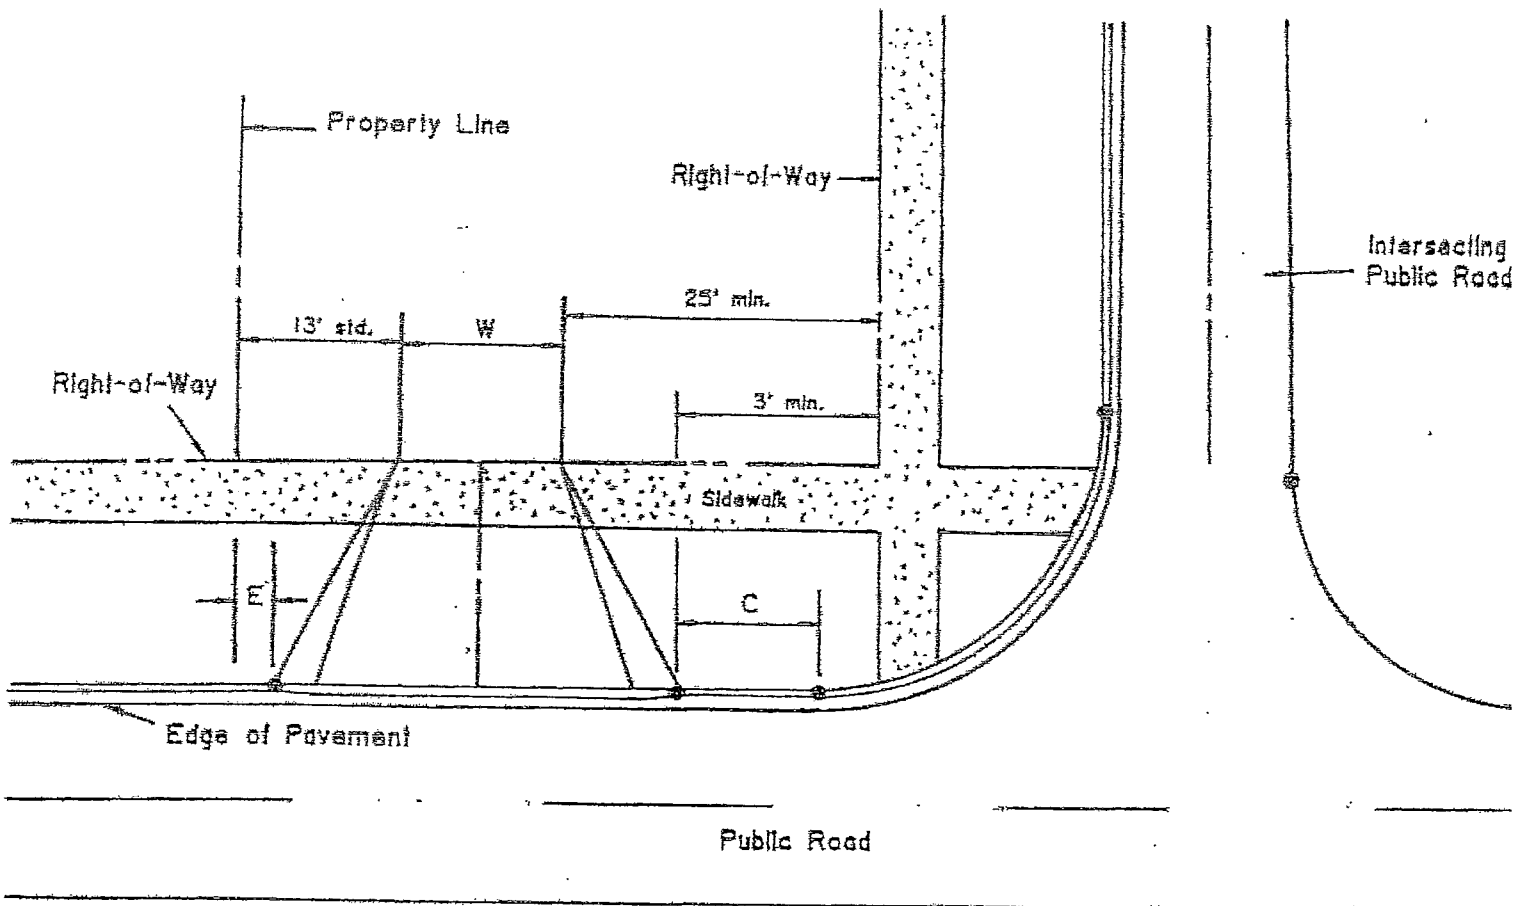 Property Line
Right-of-Way
Intersecting
Public Road
25' min.
13' std.
W
Right-of-Way
3' min.
Sidewalk
E
C
Edge of Pavement
Public Road